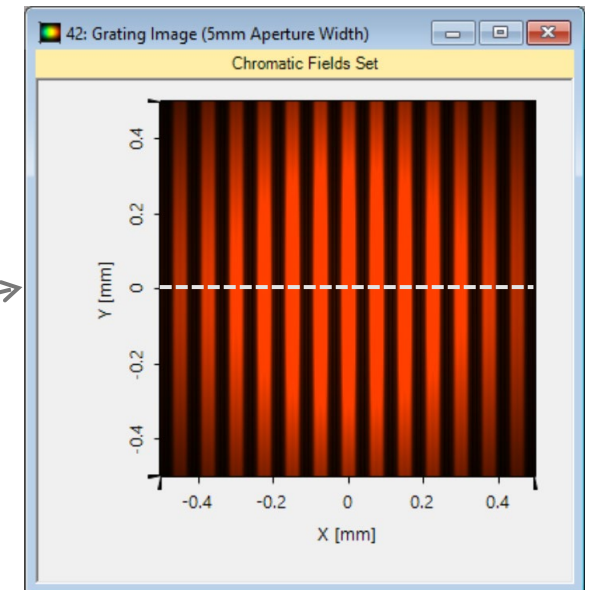 42: Grating Image (5mm Aperture Width)
Chromatic Fields Set
0.4
0.2
0
-0.2
-0.4
Y [mm]
-0.4 -0.2 0 0.2 0.4
X [mm]